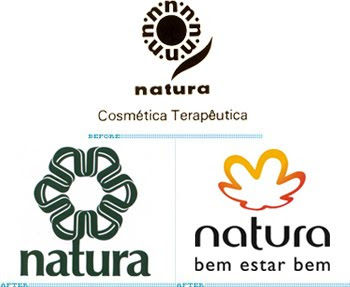 natura
Cosmética Terapêutica
BEFORE
natura
natura
bem estar bem
AFTER
AFTER